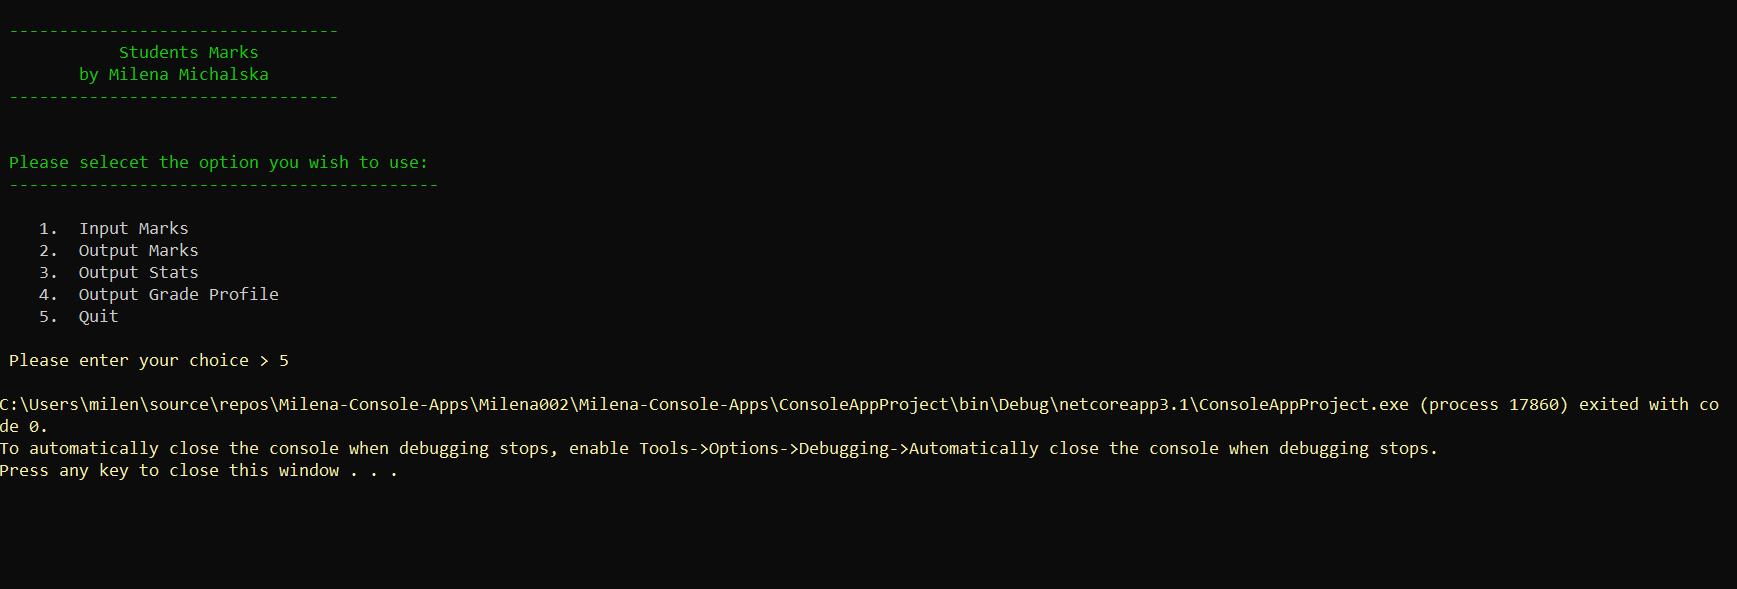 ---------------------------------
Students Marks
by Milena Michalska
---------------------------------
Please selecet the option you wish to use:
-------------------------------------------
1. Input Marks
2. Output Marks
3. Output Stats
4. Output Grade Profile
5. Quit
Please enter your choice > 5
C:\Users\milen\source\repos\Milena-Console-Apps\Milena002\Milena-Console-Apps\ConsoleAppProject\bin\Debug\netcoreapp3.1\ConsoleAppProject.exe (process 17860) exited with co
de 0.
To automatically close the console when debugging stops, enable Tools->Options->Debugging->Automatically close the console when debugging stops.
Press any key to close this window . . .